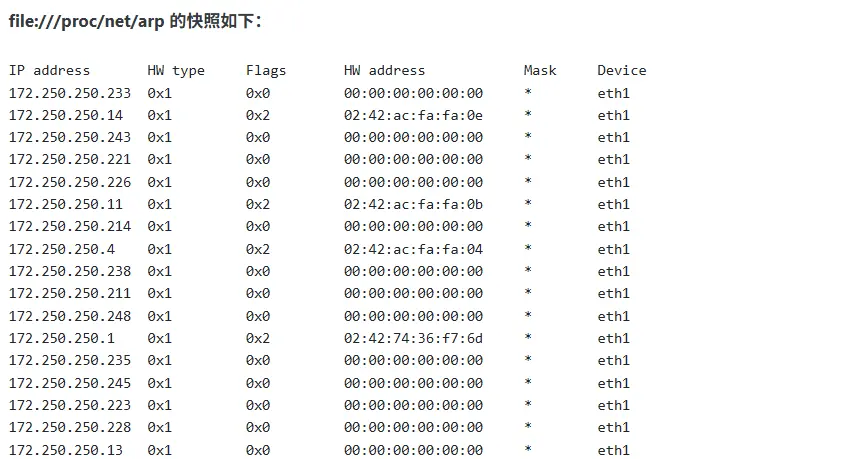 file:///proc/net/arp 的快照如下：
IP address HW type Flags HW address Mask Device
172.250.250.233 0x1 0x0 00:00:00:00:00:00 * eth1
172.250.250.14 0x1 0x2 02:42:ac:fa:fa:0e * eth1
172.250.250.243 0x1 0x0 00:00:00:00:00:00 * eth1
172.250.250.221 0x1 0x0 00:00:00:00:00:00 * eth1
172.250.250.226 0x1 0x0 00:00:00:00:00:00 * eth1
172.250.250.11 0x1 0x2 02:42:ac:fa:fa:0b * eth1
172.250.250.214 0x1 0x0 00:00:00:00:00:00 * eth1
172.250.250.4 0x1 0x2 02:42:ac:fa:fa:04 * eth1
172.250.250.238 0x1 0x0 00:00:00:00:00:00 * eth1
172.250.250.211 0x1 0x0 00:00:00:00:00:00 * eth1
172.250.250.248 0x1 0x0 00:00:00:00:00:00 * eth1
172.250.250.1 0x1 0x2 02:42:74:36:f7:6d * eth1
172.250.250.235 0x1 0x0 00:00:00:00:00:00 * eth1
172.250.250.245 0x1 0x0 00:00:00:00:00:00 * eth1
172.250.250.223 0x1 0x0 00:00:00:00:00:00 * eth1
172.250.250.228 0x1 0x0 00:00:00:00:00:00 * eth1
172.250.250.13 0x1 0x0 00:00:00:00:00:00 * eth1